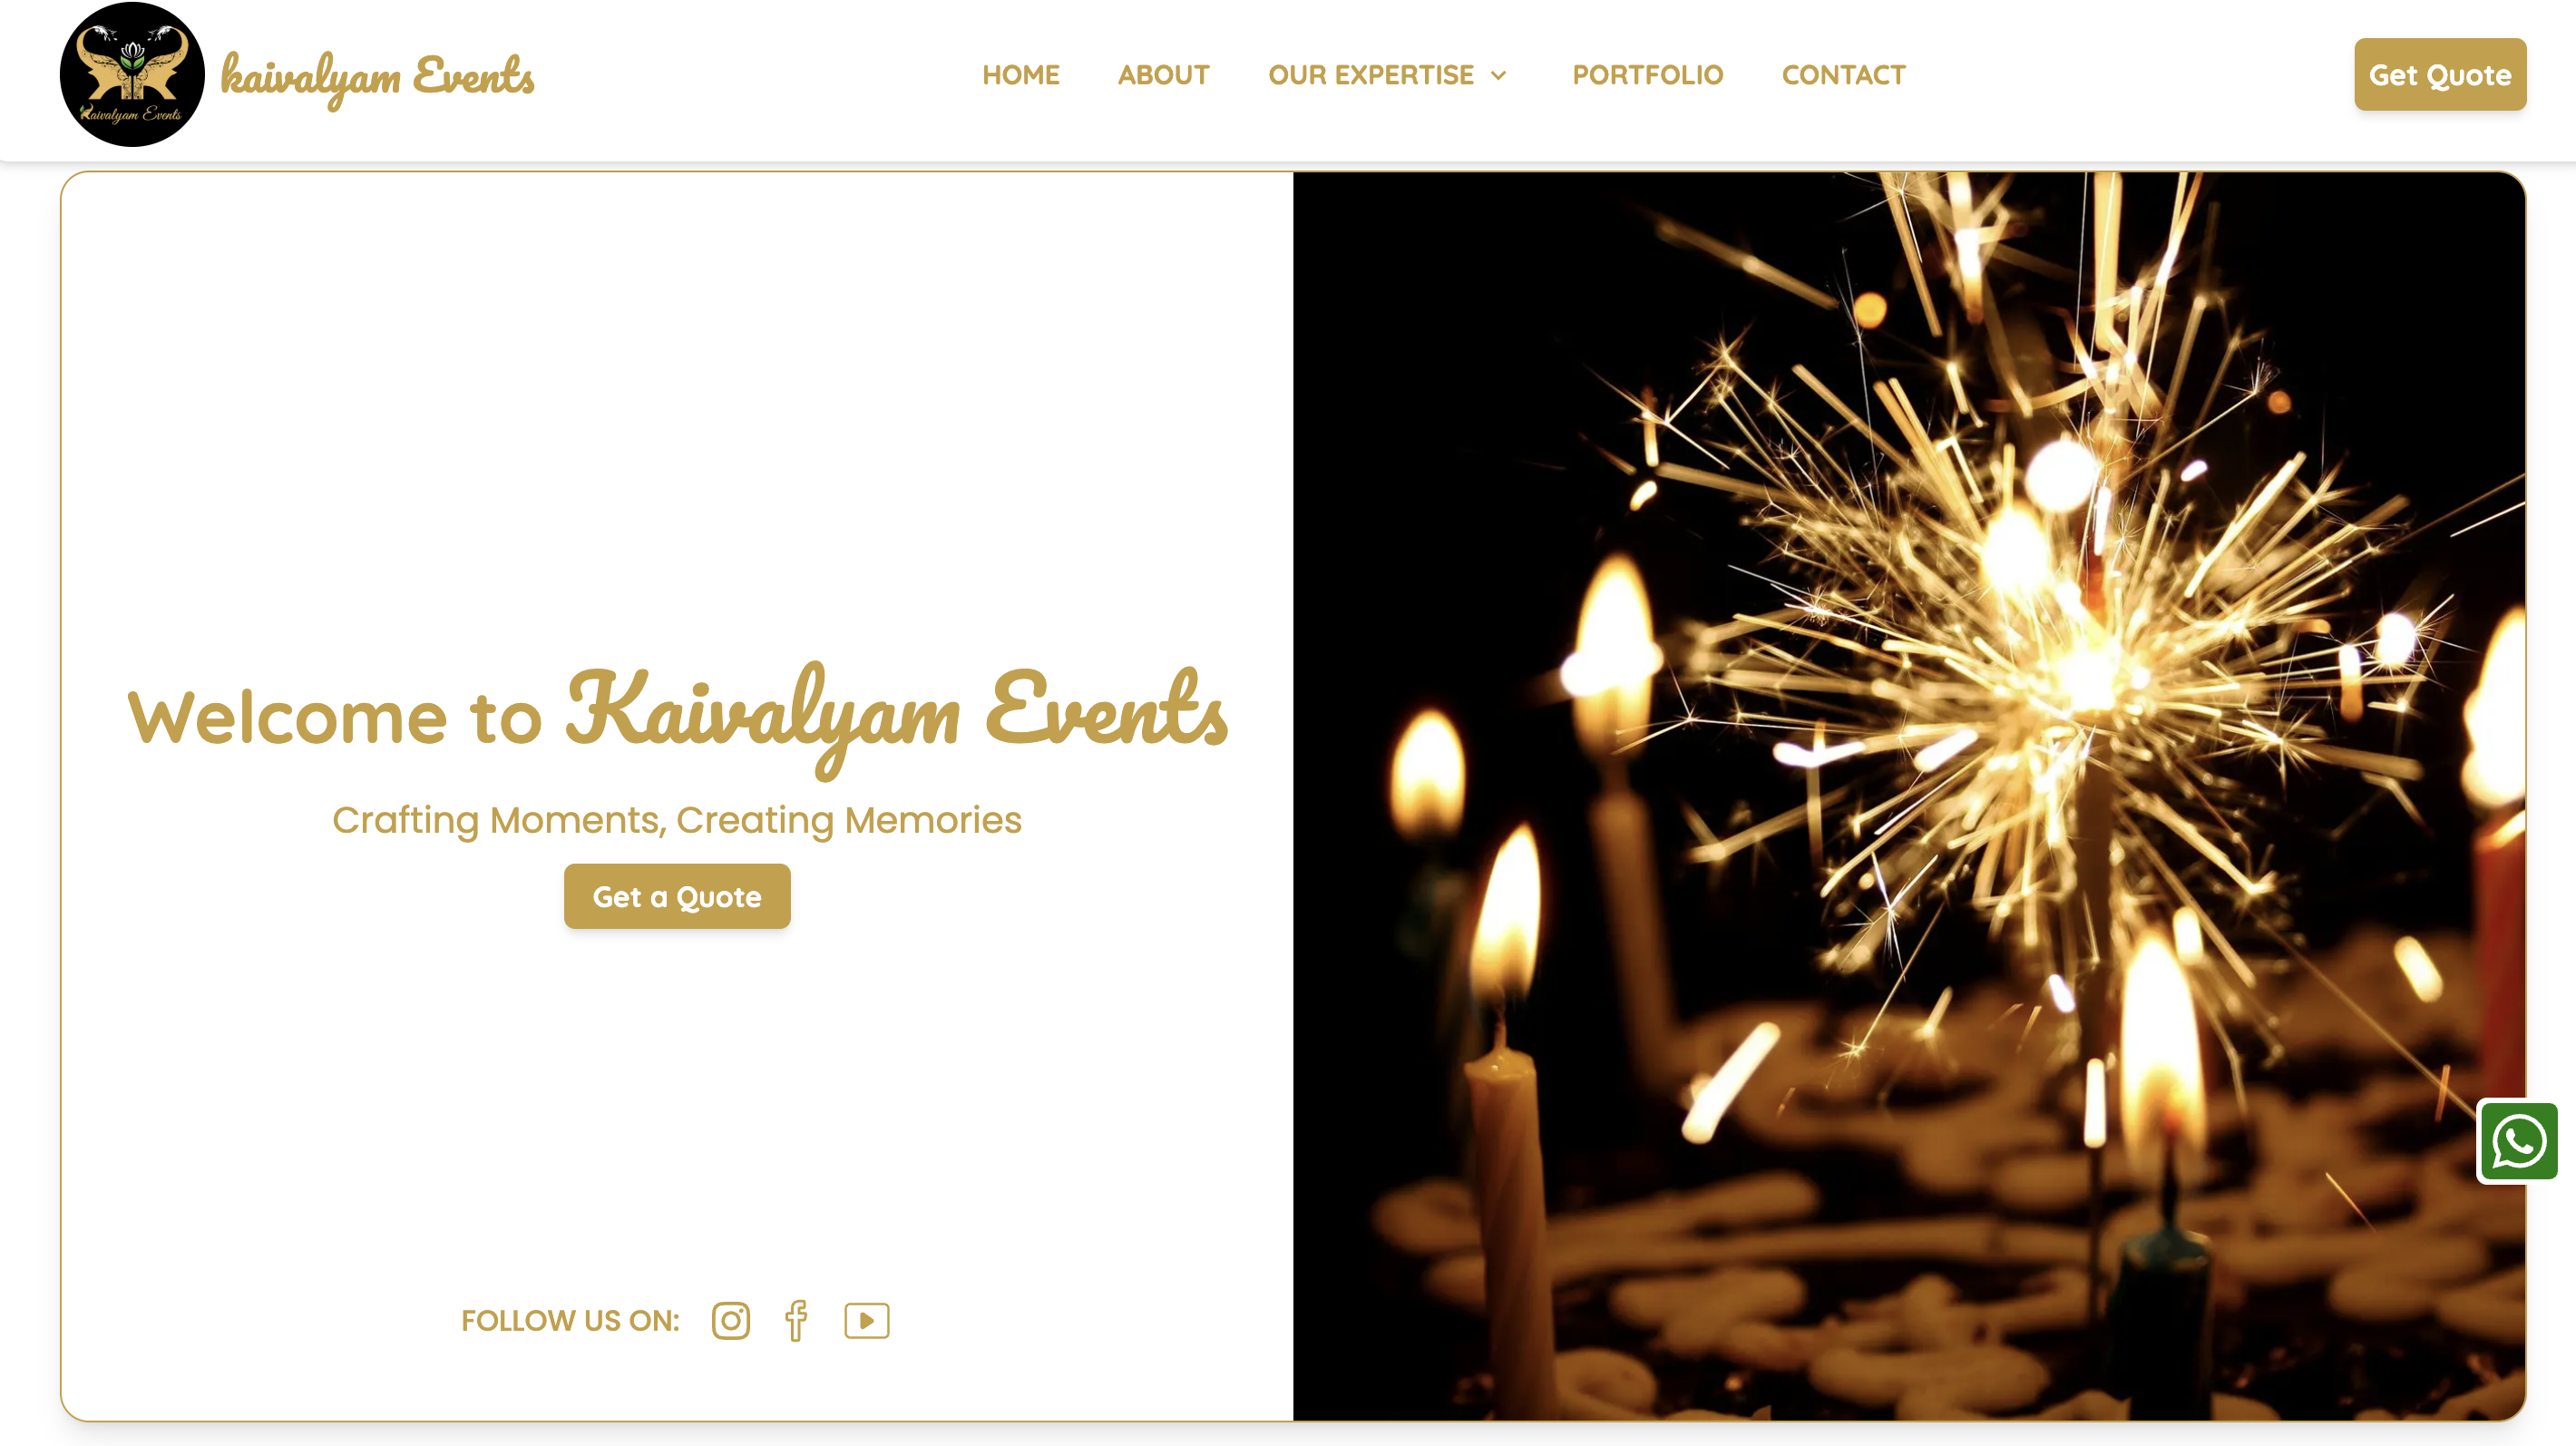 Kaivalyam Events
kaivalyam Events
HOME
ABOUT
OUR EXPERTISE
PORTFOLIO
CONTACT
Get Quote
Welcome to Kaivalyam Events
Crafting Moments, Creating Memories
Get a Quote
FOLLOW US ON: